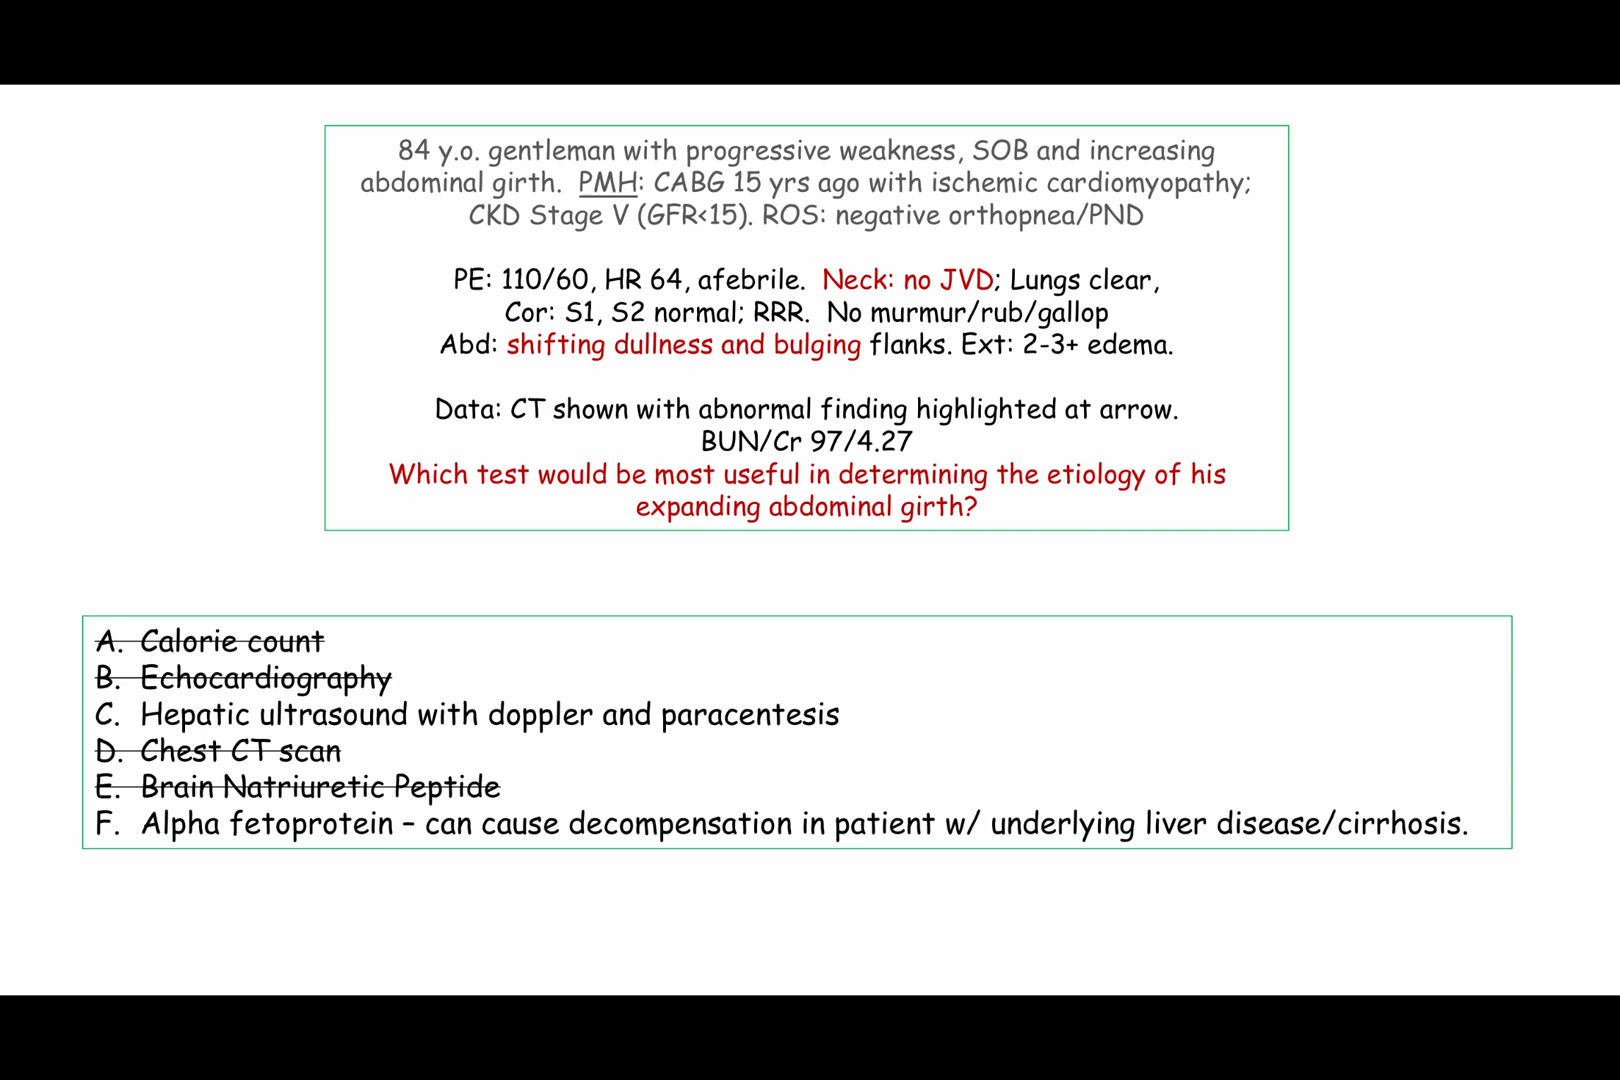 84 y.o. gentleman with progressive weakness, SOB and increasing
abdominal girth. PMH: CABG 15 yrs ago with ischemic cardiomyopathy;
CKD Stage V (GFR<15). ROS: negative orthopnea/PND
PE: 110/60, HR 64, afebrile. Neck: no JVD; Lungs clear,
Cor: S1, S2 normal; RRR. No murmur/rub/gallop
Abd: shifting dullness and bulging flanks. Ext: 2-3+ edema.
Data: CT shown with abnormal finding highlighted at arrow.
BUN/Cr 97/4.27
Which test would be most useful in determining the etiology of his
expanding abdominal girth?
A. Calorie count
B. Echocardiography
C. Hepatic ultrasound with doppler and paracentesis
D. Chest CT scan
E. Brain Natriuretic Peptide
F. Alpha fetoprotein – can cause decompensation in patient w/ underlying liver disease/cirrhosis.